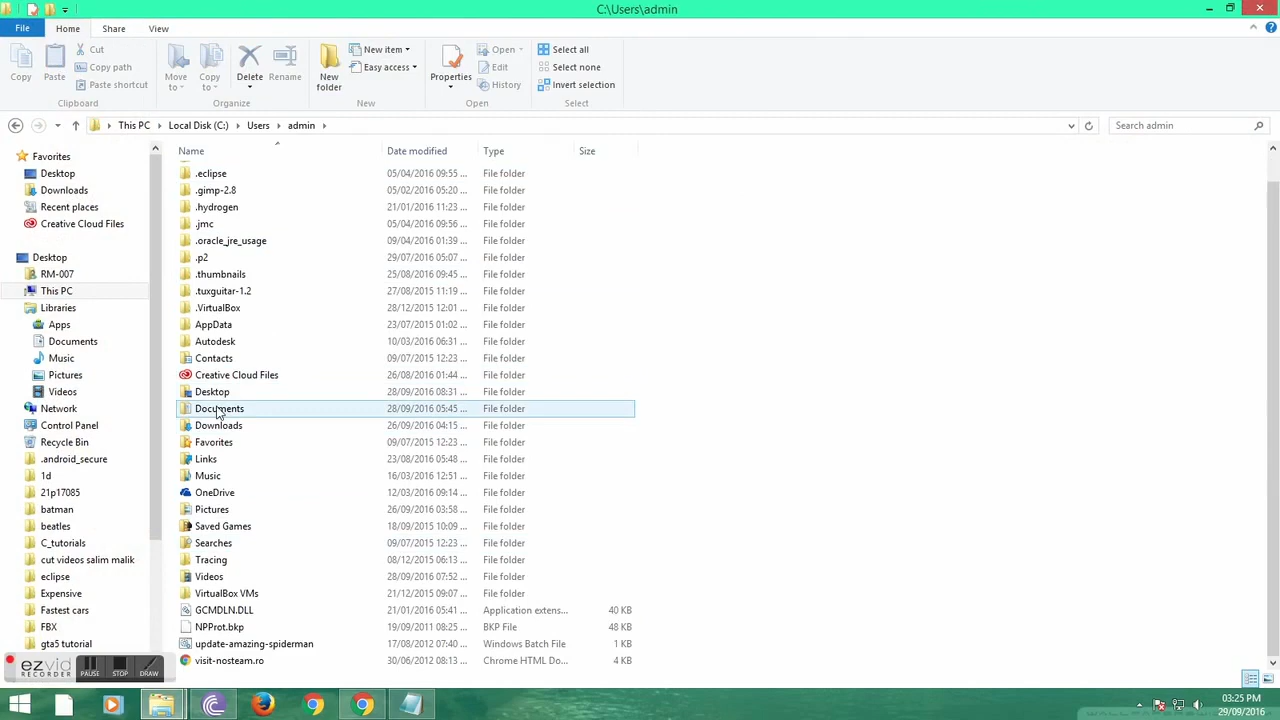 C:\Users\admin
File Home Share View
Copy
Paste
Cut
Copy path
Paste shortcut
Clipboard
Move to
Copy to
Delete
Rename
Organize
New folder
New item
Easy access
New
Properties
Open
Edit
History
Open
Select all
Select none
Invert selection
Select
This PC Local Disk (C:) Users admin
Search admin
Favorites
Desktop
Downloads
Recent places
Creative Cloud Files
Desktop
RM-007
This PC
Libraries
Apps
Documents
Music
Pictures
Videos
Network
Control Panel
Recycle Bin
.android_secure
1d
21p17085
batman
beatles
C_tutorials
cut videos salim malik
eclipse
Expensive
Fastest cars
FBX
gta5 tutorial
Name Date modified Type Size
.eclipse 05/04/2016 09:55 ... File folder
.gimp-2.8 05/02/2016 05:20 ... File folder
.hydrogen 21/01/2016 11:23 ... File folder
.jmc 05/04/2016 09:56 ... File folder
.oracle_jre_usage 09/04/2016 01:39 ... File folder
.p2 29/07/2016 05:07 ... File folder
.thumbnails 25/08/2016 09:45 ... File folder
.tuxguitar-1.2 27/08/2015 11:19 ... File folder
.VirtualBox 28/12/2015 12:01 ... File folder
AppData 23/07/2015 01:02 ... File folder
Autodesk 10/03/2016 06:31 ... File folder
Contacts 09/07/2015 12:23 ... File folder
Creative Cloud Files 26/08/2016 01:44 ... File folder
Desktop 28/09/2016 08:31 ... File folder
Documents 28/09/2016 05:45 ... File folder
Downloads 26/09/2016 04:15 ... File folder
Favorites 09/07/2015 12:23 ... File folder
Links 23/08/2016 05:48 ... File folder
Music 16/03/2016 12:51 ... File folder
OneDrive 12/03/2016 09:14 ... File folder
Pictures 26/09/2016 03:58 ... File folder
Saved Games 18/09/2015 10:09 ... File folder
Searches 09/07/2015 12:23 ... File folder
Tracing 08/12/2015 06:13 ... File folder
Videos 28/09/2016 07:52 ... File folder
VirtualBox VMs 21/12/2015 09:07 ... File folder
GCMDLN.DLL 21/01/2016 05:41 ... Application extens... 40 KB
NPProt.bkp 19/09/2011 08:25 ... BKP File 48 KB
update-amazing-spiderman 17/08/2012 07:40 ... Windows Batch File 1 KB
visit-nosteam.ro 30/06/2012 08:13 ... Chrome HTML Do... 4 KB
ezvid
RECORDER
PAUSE
STOP
DRAW
03:25 PM
29/09/2016